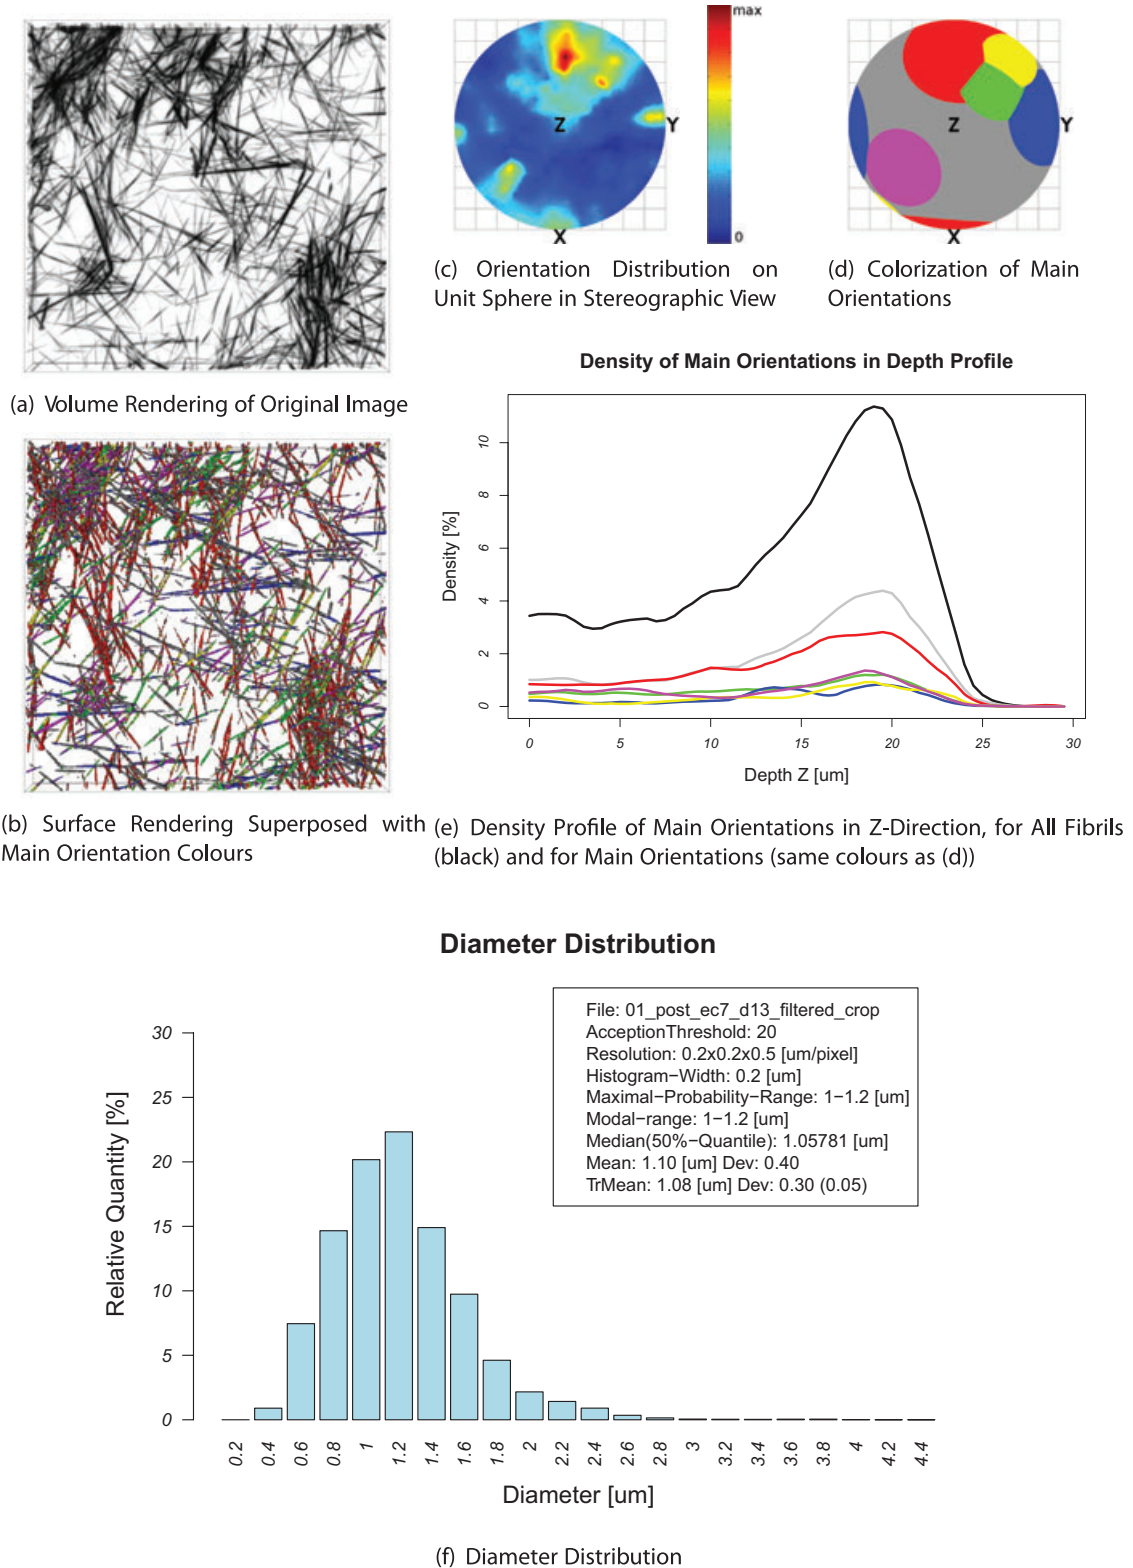 (a) Volume Rendering of Original Image
(b) Surface Rendering Superposed with
Main Orientation Colours
max
0
Z
Y
X
(c) Orientation Distribution on
Unit Sphere in Stereographic View
Z
Y
X
(d) Colorization of Main
Orientations
Density of Main Orientations in Depth Profile
Density [%]
10
8
6
4
2
0
0 5 10 15 20 25 30
Depth Z [um]
(e) Density Profile of Main Orientations in Z-Direction, for All Fibrils
(black) and for Main Orientations (same colours as (d))
Diameter Distribution
File: 01_post_ec7_d13_filtered_crop
AcceptionThreshold: 20
Resolution: 0.2x0.2x0.5 [um/pixel]
Histogram−Width: 0.2 [um]
Maximal−Probability−Range: 1−1.2 [um]
Modal−range: 1−1.2 [um]
Median(50%−Quantile): 1.05781 [um]
Mean: 1.10 [um] Dev: 0.40
TrMean: 1.08 [um] Dev: 0.30 (0.05)
Relative Quantity [%]
30
25
20
15
10
5
0
0.2 0.4 0.6 0.8 1 1.2 1.4 1.6 1.8 2 2.2 2.4 2.6 2.8 3 3.2 3.4 3.6 3.8 4 4.2 4.4
Diameter [um]
(f) Diameter Distribution